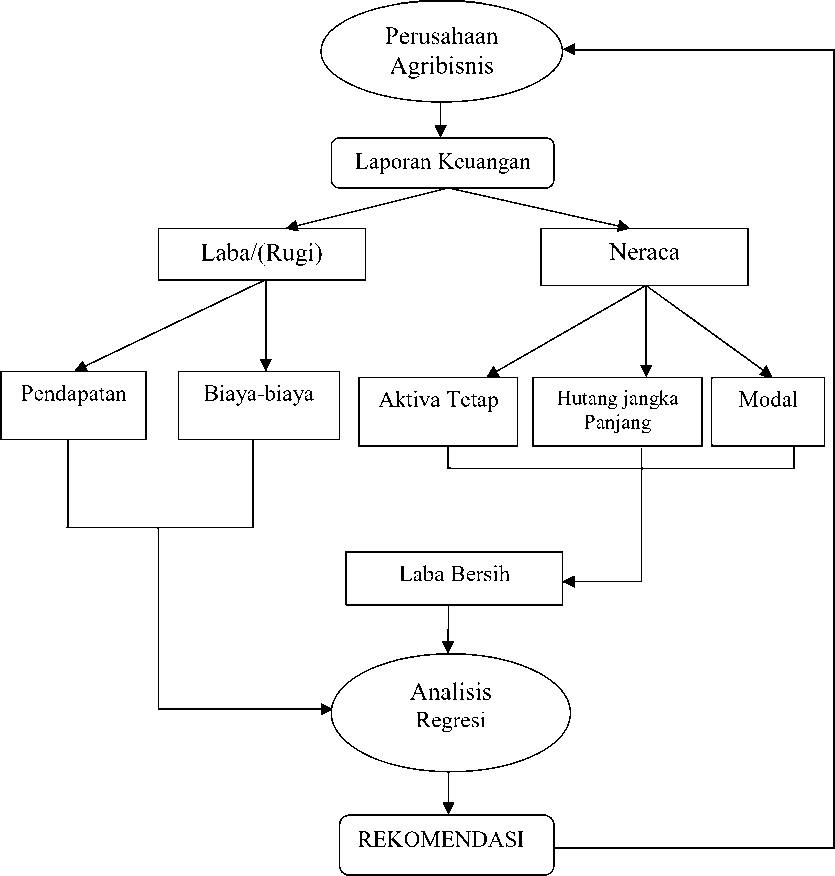 Perusahaan
Agribisnis
Laporan Keuangan
Laba/(Rugi)
Neraca
Pendapatan
Biaya-biaya
Aktiva Tetap
Hutang jangka
Panjang
Modal
Laba Bersih
Analisis
Regresi
REKOMENDASI